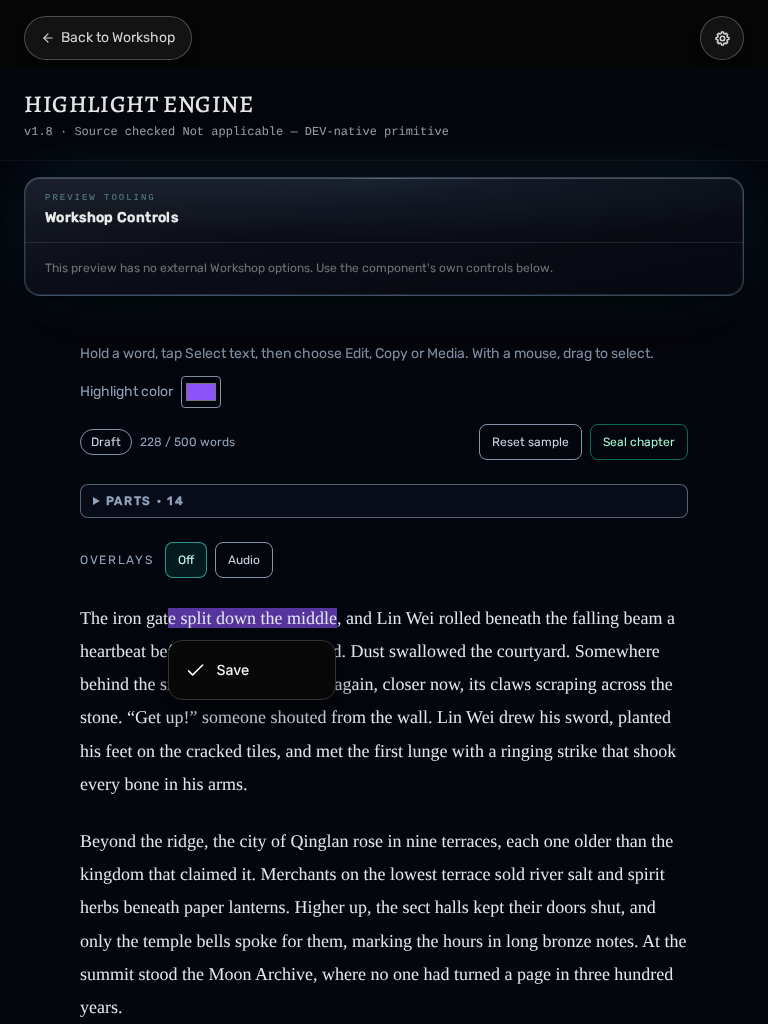 Back to Workshop
HIGHLIGHT ENGINE
v1.8 · Source checked Not applicable — DEV-native primitive
PREVIEW TOOLING
Workshop Controls
This preview has no external Workshop options. Use the component's own controls below.
Hold a word, tap Select text, then choose Edit, Copy or Media. With a mouse, drag to select.
Highlight color
Draft 228 / 500 words Reset sample Seal chapter
PARTS • 14
OVERLAYS Off Audio
The iron gate split down the middle, and Lin Wei rolled beneath the falling beam a
heartbeat d. Dust swallowed the courtyard. Somewhere
Save
behind the again, closer now, its claws scraping across the
stone. “Get up!” someone shouted from the wall. Lin Wei drew his sword, planted
his feet on the cracked tiles, and met the first lunge with a ringing strike that shook
every bone in his arms.
Beyond the ridge, the city of Qinglan rose in nine terraces, each one older than the
kingdom that claimed it. Merchants on the lowest terrace sold river salt and spirit
herbs beneath paper lanterns. Higher up, the sect halls kept their doors shut, and
only the temple bells spoke for them, marking the hours in long bronze notes. At the
summit stood the Moon Archive, where no one had turned a page in three hundred
years.